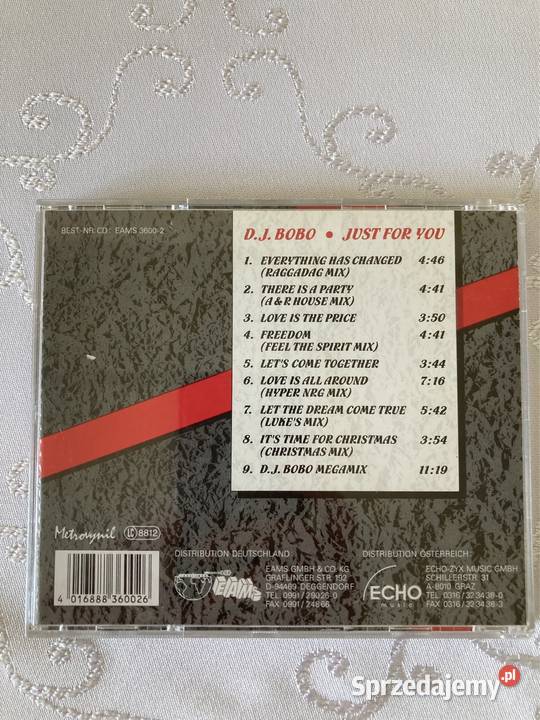 BEST-NR.CD: EAMS 3600-2
D.J. BOBO • JUST FOR YOU
1. EVERYTHING HAS CHANGED 4:46
(RAGGADAG MIX)
2. THERE IS A PARTY 4:41
(A & R HOUSE MIX)
3. LOVE IS THE PRICE 3:50
4. FREEDOM 4:41
(FEEL THE SPIRIT MIX)
5. LET'S COME TOGETHER 3:44
6. LOVE IS ALL AROUND 7:16
(HYPER NRG MIX)
7. LET THE DREAM COME TRUE 5:42
(LUKE'S MIX)
8. IT'S TIME FOR CHRISTMAS 3:54
(CHRISTMAS MIX)
9. D.J. BOBO MEGAMIX 11:19
Metrovynil
LC 8812
4 016888 360026
DISTRIBUTION DEUTSCHLAND
EAMS
EAMS GMBH & CO. KG
GRAFLINGER STR. 192
D-94469 DEGGENDORF
TEL. 0991/29026-0
FAX 0991/24866
DISTRIBUTION ÖSTERREICH
ECHO
music
ECHO-ZYX MUSIC GMBH
SCHILLERSTR. 31
A-8010 GRAZ
TEL. 0316/32 34 38-0
FAX 0316/32 34 38-3
Sprzedajemy.pl